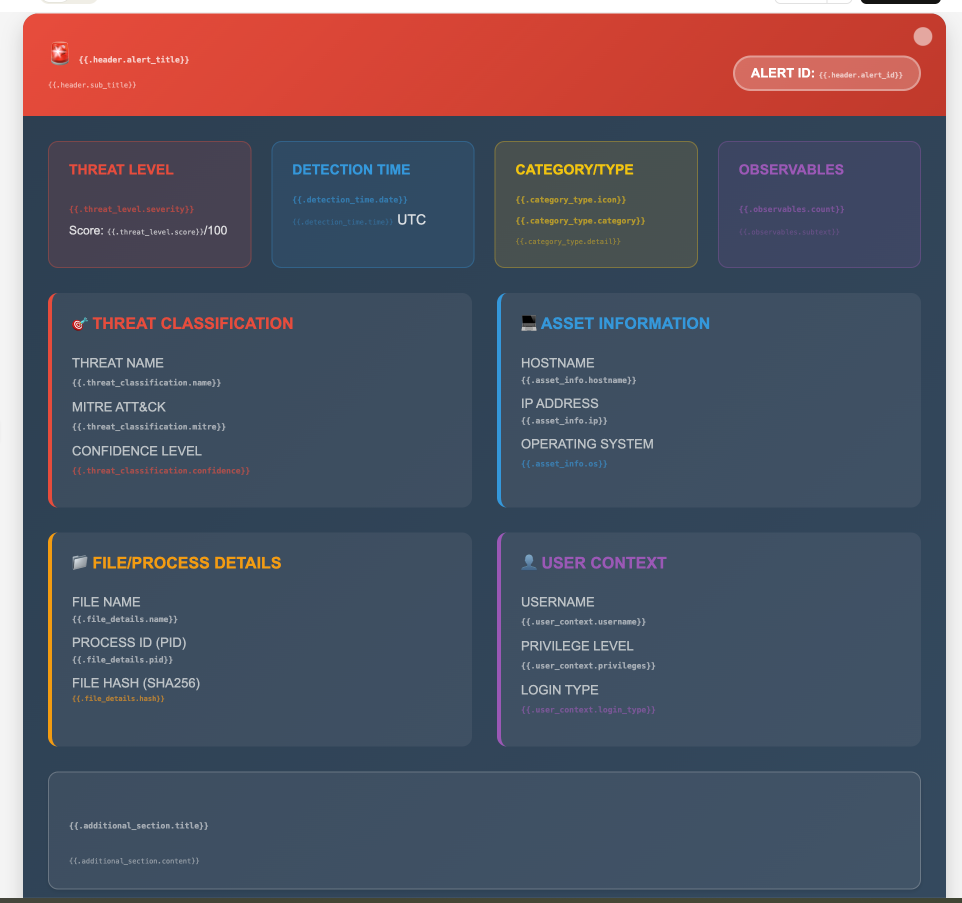 {{.header.alert_title}}
{{.header.sub_title}}
ALERT ID: {{.header.alert_id}}
THREAT LEVEL
{{.threat_level.severity}}
Score: {{.threat_level.score}}/100
DETECTION TIME
{{.detection_time.date}}
{{.detection_time.time}} UTC
CATEGORY/TYPE
{{.category_type.icon}}
{{.category_type.category}}
{{.category_type.detail}}
OBSERVABLES
{{.observables.count}}
{{.observables.subtext}}
THREAT CLASSIFICATION
THREAT NAME
{{.threat_classification.name}}
MITRE ATT&CK
{{.threat_classification.mitre}}
CONFIDENCE LEVEL
{{.threat_classification.confidence}}
ASSET INFORMATION
HOSTNAME
{{.asset_info.hostname}}
IP ADDRESS
{{.asset_info.ip}}
OPERATING SYSTEM
{{.asset_info.os}}
FILE/PROCESS DETAILS
FILE NAME
{{.file_details.name}}
PROCESS ID (PID)
{{.file_details.pid}}
FILE HASH (SHA256)
{{.file_details.hash}}
USER CONTEXT
USERNAME
{{.user_context.username}}
PRIVILEGE LEVEL
{{.user_context.privileges}}
LOGIN TYPE
{{.user_context.login_type}}
{{.additional_section.title}}
{{.additional_section.content}}